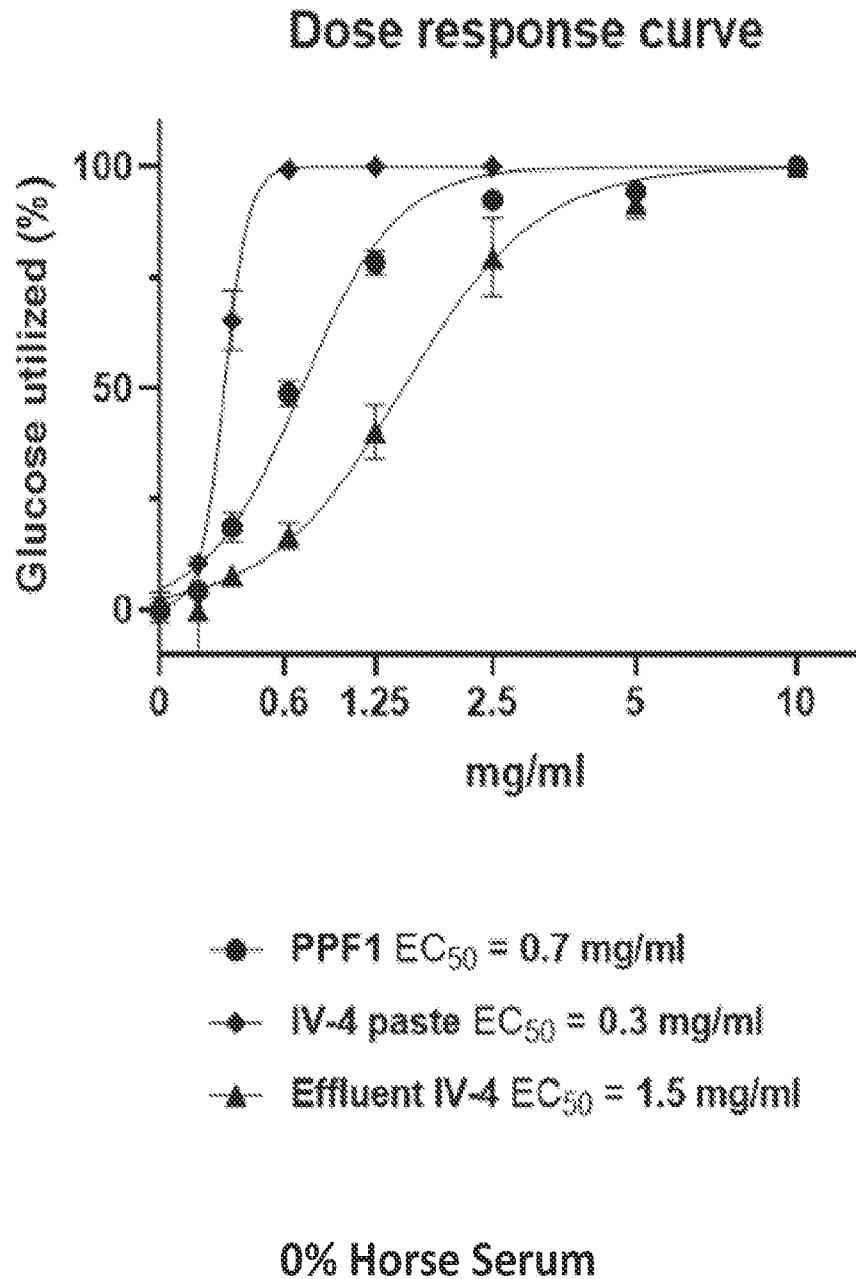 Dose response curve
Glucose utilized (%)
100
50
0
0 0.6 1.25 2.5 5 10
mg/ml
PPF1 EC50 = 0.7 mg/ml
IV-4 paste EC50 = 0.3 mg/ml
Effluent IV-4 EC50 = 1.5 mg/ml
0% Horse Serum